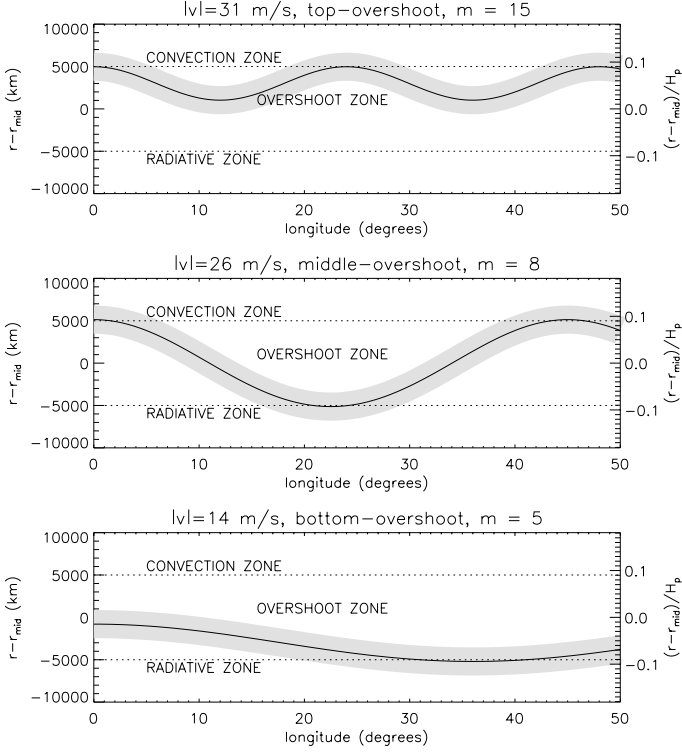 |v|=31 m/s, top-overshoot, m = 15
10000
5000
0
-5000
-10000
r-r_mid (km)
CONVECTION ZONE
OVERSHOOT ZONE
RADIATIVE ZONE
0.1
0.0
-0.1
(r-r_mid)/H_p
0 10 20 30 40 50
longitude (degrees)
|v|=26 m/s, middle-overshoot, m = 8
10000
5000
0
-5000
-10000
r-r_mid (km)
CONVECTION ZONE
OVERSHOOT ZONE
RADIATIVE ZONE
0.1
0.0
-0.1
(r-r_mid)/H_p
0 10 20 30 40 50
longitude (degrees)
|v|=14 m/s, bottom-overshoot, m = 5
10000
5000
0
-5000
-10000
r-r_mid (km)
CONVECTION ZONE
OVERSHOOT ZONE
RADIATIVE ZONE
0.1
0.0
-0.1
(r-r_mid)/H_p
0 10 20 30 40 50
longitude (degrees)